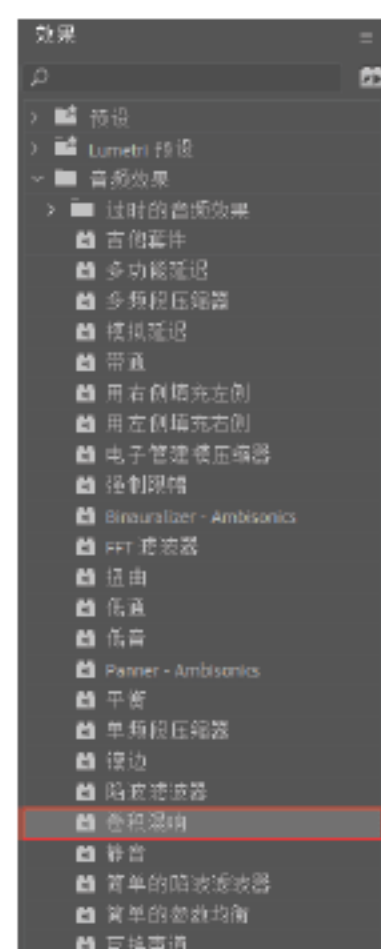 效果
预设
Lumetri 预设
音频效果
过时的音频效果
吉他套件
多功能延迟
多频段压缩器
模拟延迟
带通
用右侧填充左侧
用左侧填充右侧
电子管建模压缩器
强制限幅
Binauralizer - Ambisonics
FFT 滤波器
扭曲
低通
低音
Panner - Ambisonics
平衡
单频段压缩器
镶边
陷波滤波器
卷积混响
静音
简单的陷波滤波器
简单的参数均衡
互换声道